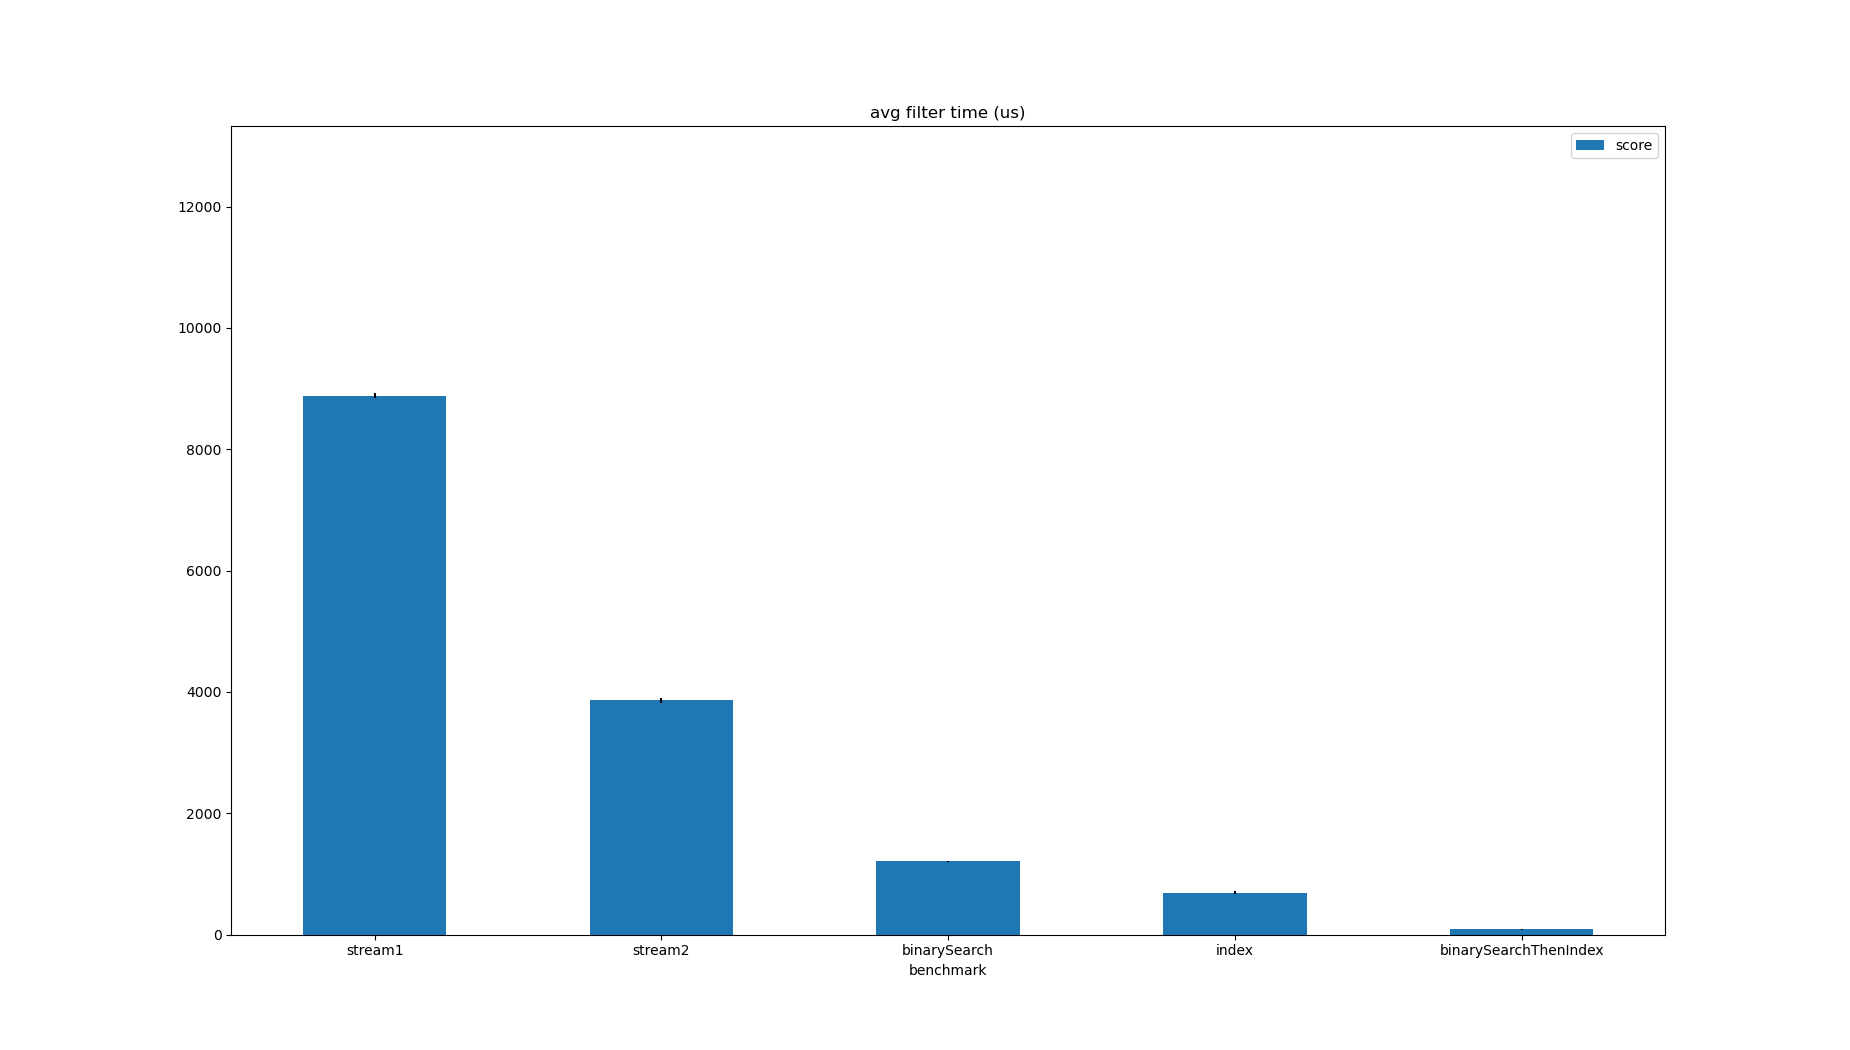 avg filter time (us)
score
12000
10000
8000
6000
4000
2000
0
stream1 stream2 binarySearch index binarySearchThenIndex
benchmark